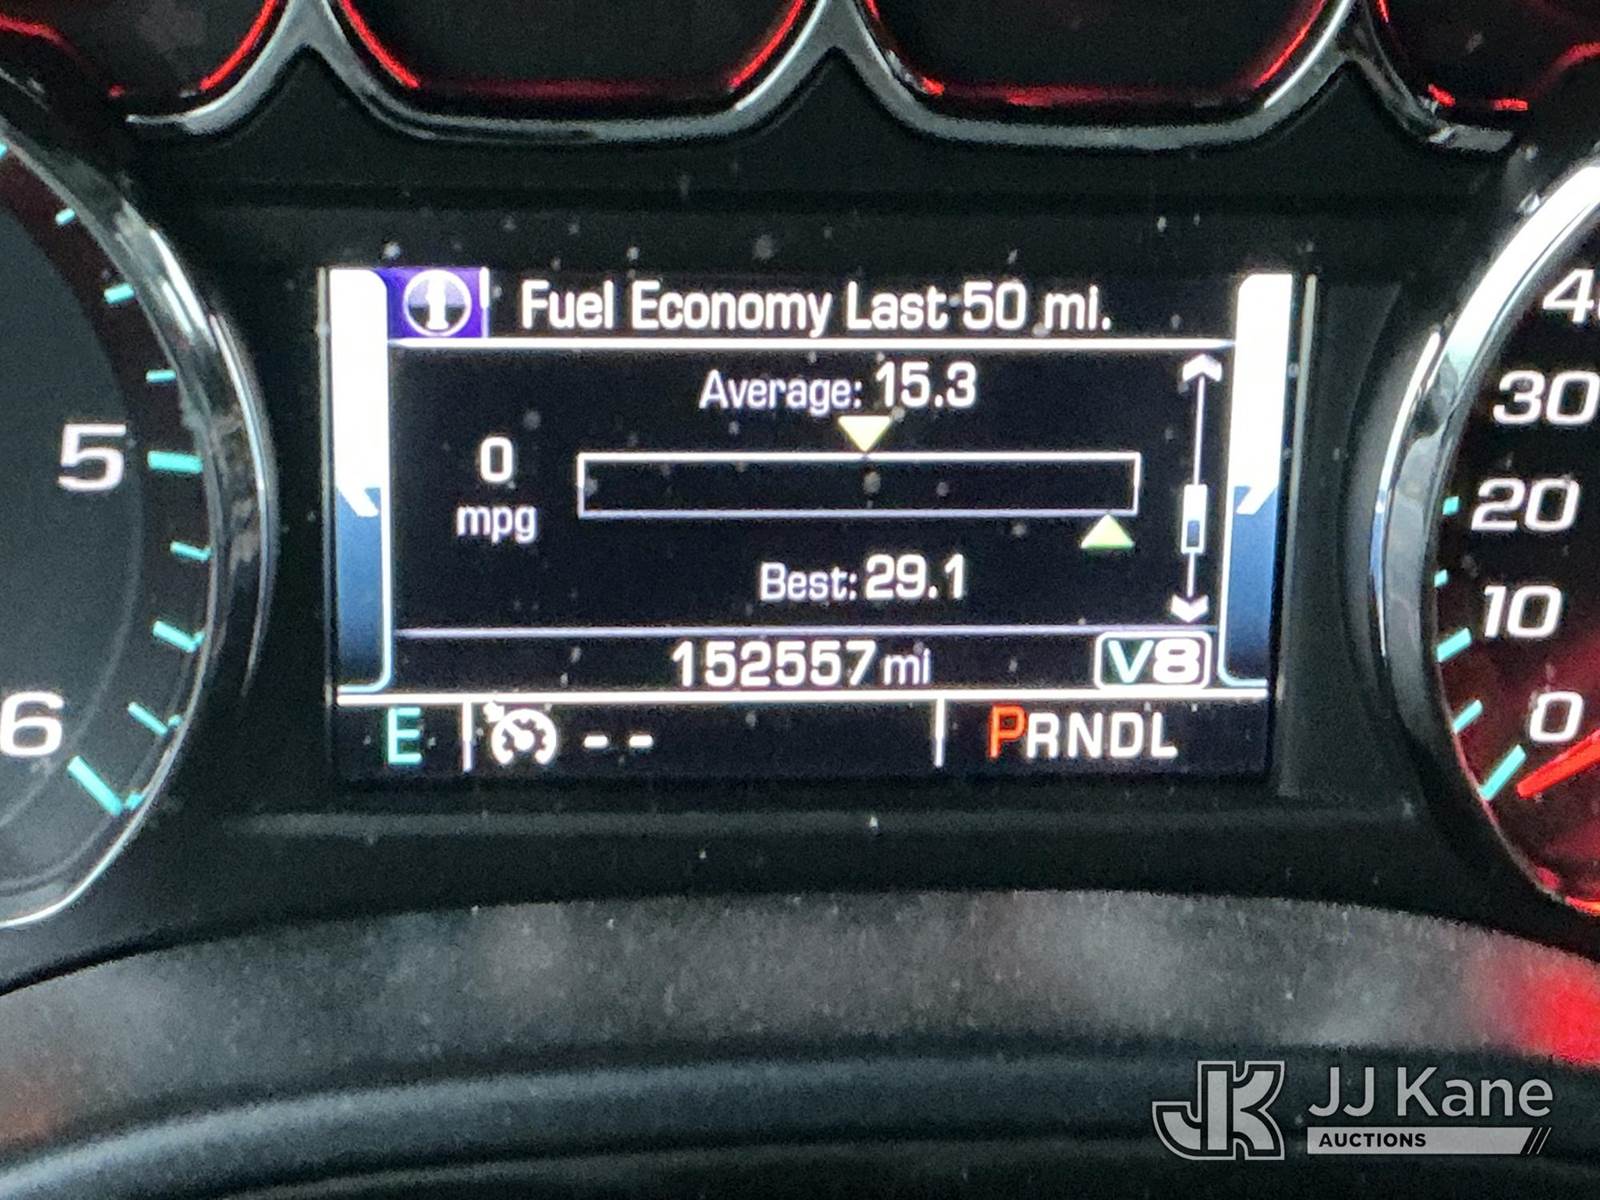 Fuel Economy Last 50 mi.
Average: 15.3
0
mpg
Best: 29.1
152557 mi
V8
E
--
PRNDL
5
6
30
20
10
0
JK
JJ Kane
AUCTIONS